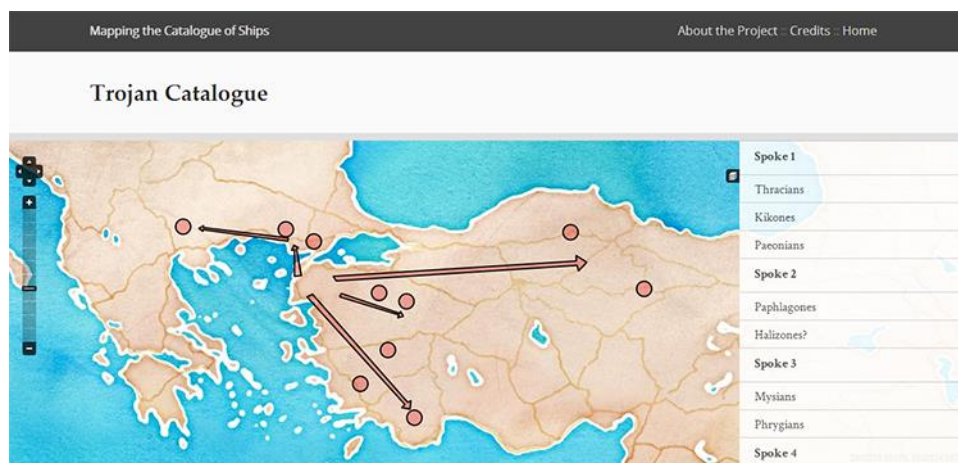 Mapping the Catalogue of Ships
About the Project :: Credits :: Home
Trojan Catalogue
Spoke 1
Thracians
Kikones
Paeonians
Spoke 2
Paphlagones
Halizones?
Spoke 3
Mysians
Phrygians
Spoke 4